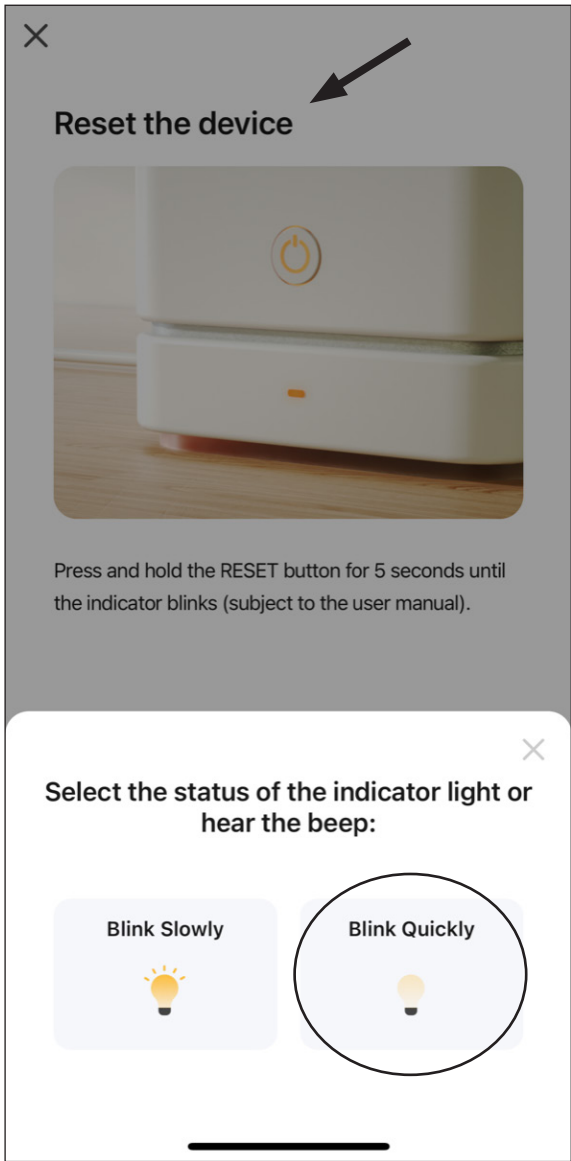 Reset the device
Press and hold the RESET button for 5 seconds until
the indicator blinks (subject to the user manual).
Select the status of the indicator light or
hear the beep:
Blink Slowly
Blink Quickly